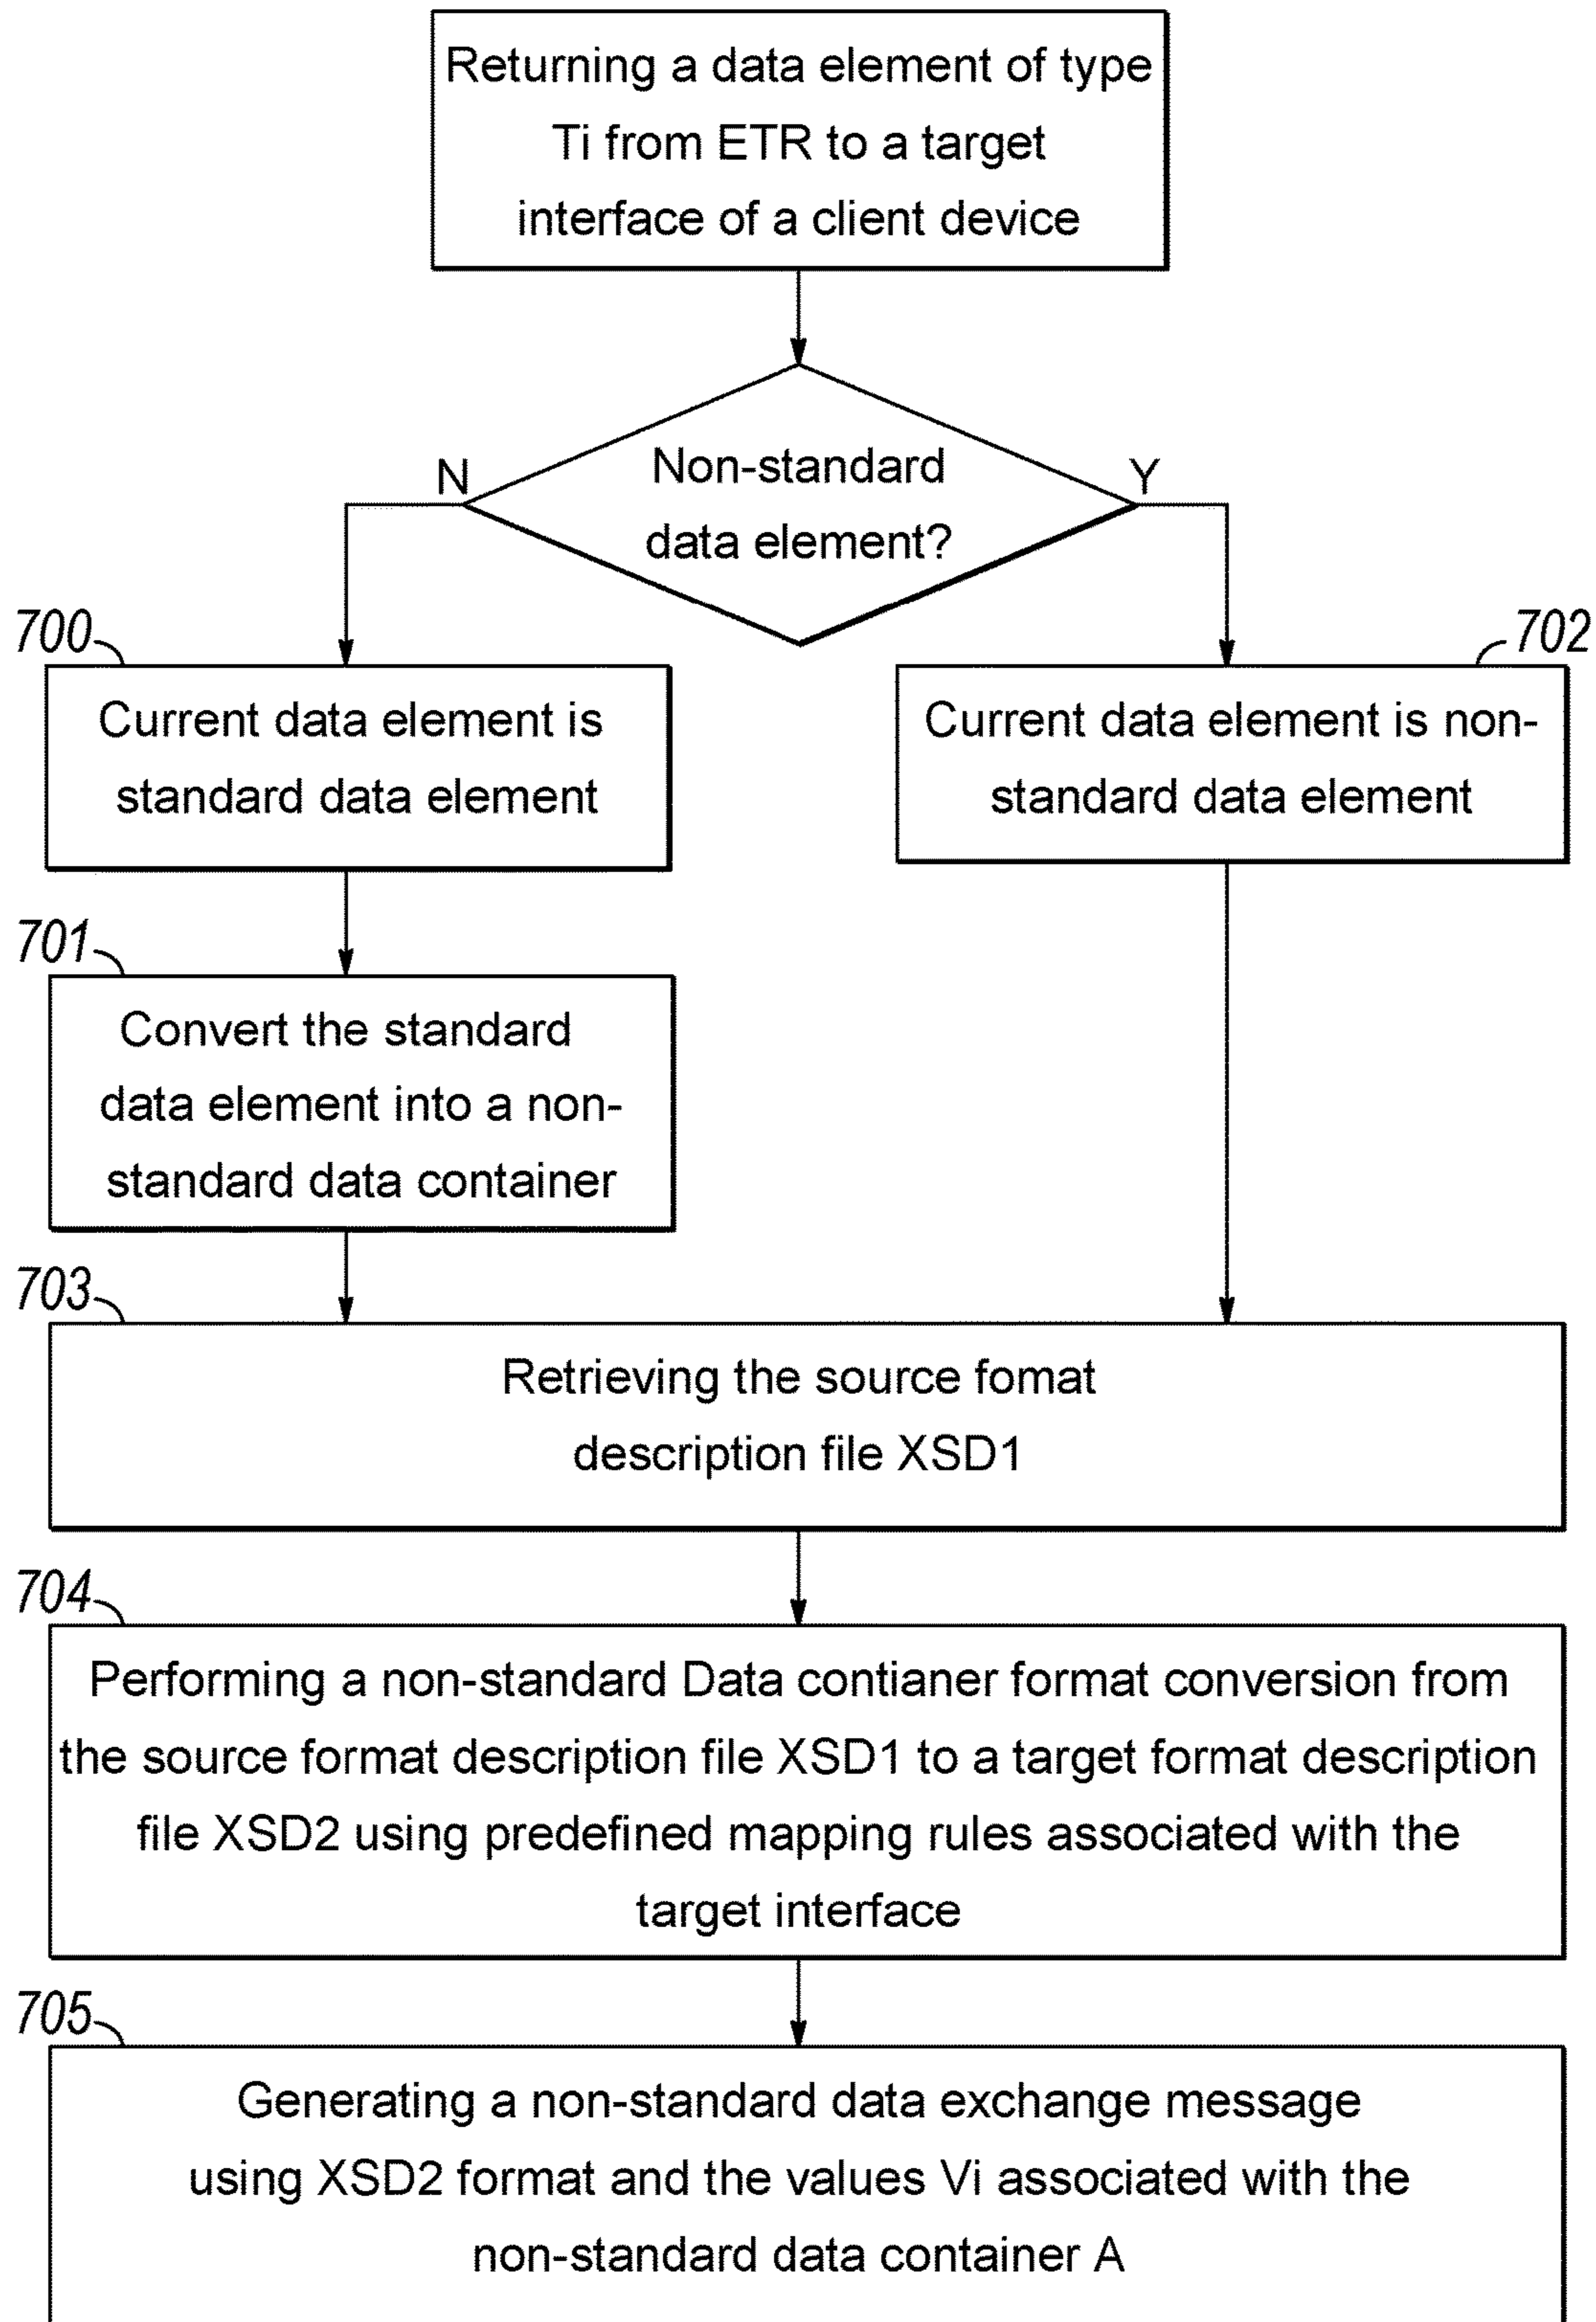 Returning a data element of type
Ti from ETR to a target
interface of a client device
N
Non-standard
data element?
Y
700
Current data element is
standard data element
702
Current data element is non-
standard data element
701
Convert the standard
data element into a non-
standard data container
703
Retrieving the source fomat
description file XSD1
704
Performing a non-standard Data contianer format conversion from
the source format description file XSD1 to a target format description
file XSD2 using predefined mapping rules associated with the
target interface
705
Generating a non-standard data exchange message
using XSD2 format and the values Vi associated with the
non-standard data container A